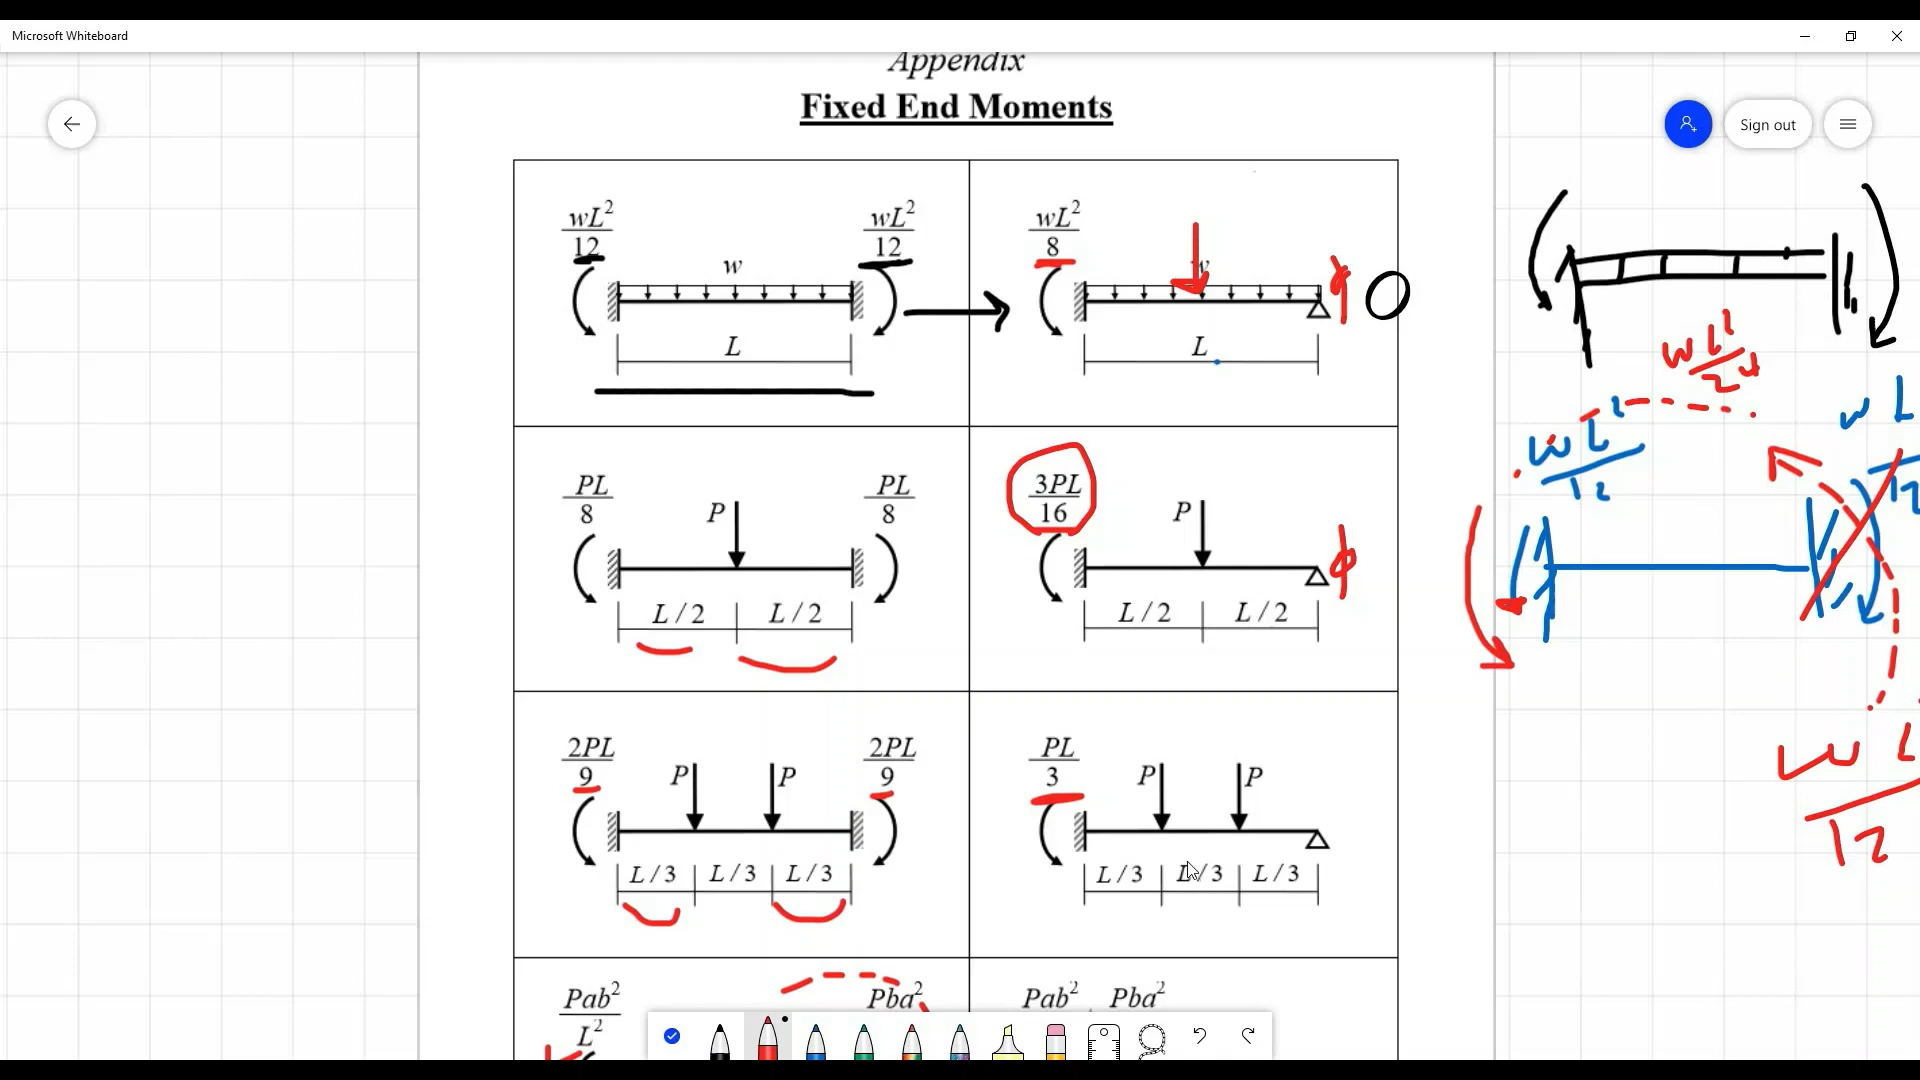 Microsoft Whiteboard
Sign out
Appendix
Fixed End Moments
wL²/12 wL²/12
w
L
wL²/8
w
L
0
PL/8 PL/8
P
L / 2 L / 2
3PL/16
P
L / 2 L / 2
2PL/9 2PL/9
P P
L / 3 L / 3 L / 3
PL/3
P P
L / 3 L / 3 L / 3
Pab²/L² Pba²
Pab² Pba²
wL²/12
w L
12
w L
12